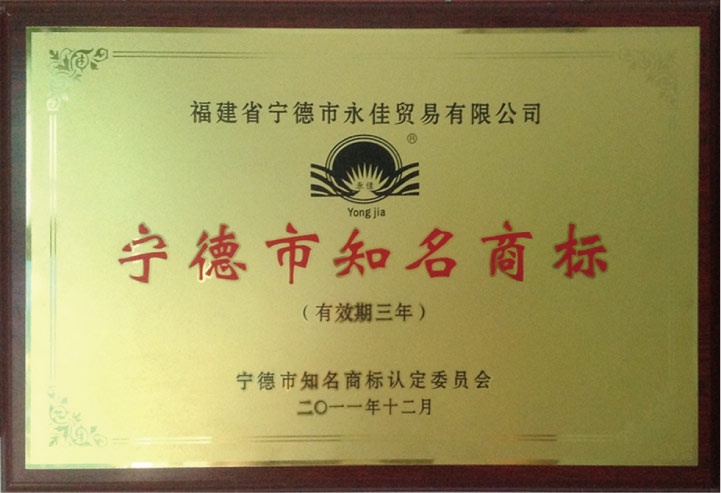 福建省宁德市永佳贸易有限公司
®
永佳
Yong jia
宁德市知名商标
（有效期三年）
宁德市知名商标认定委员会
二〇一一年十二月